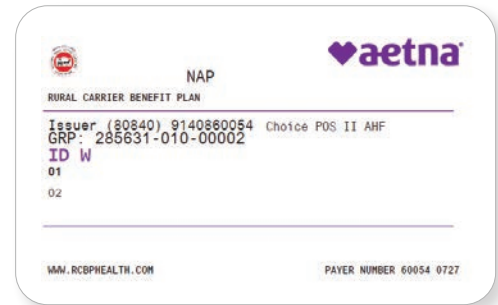 aetna
NAP
RURAL CARRIER BENEFIT PLAN
Issuer (80840) 9140860054 Choice POS II AHF
GRP: 285631-010-00002
ID W
01
02
WWW.RCBPHEALTH.COM PAYER NUMBER 60054 0727